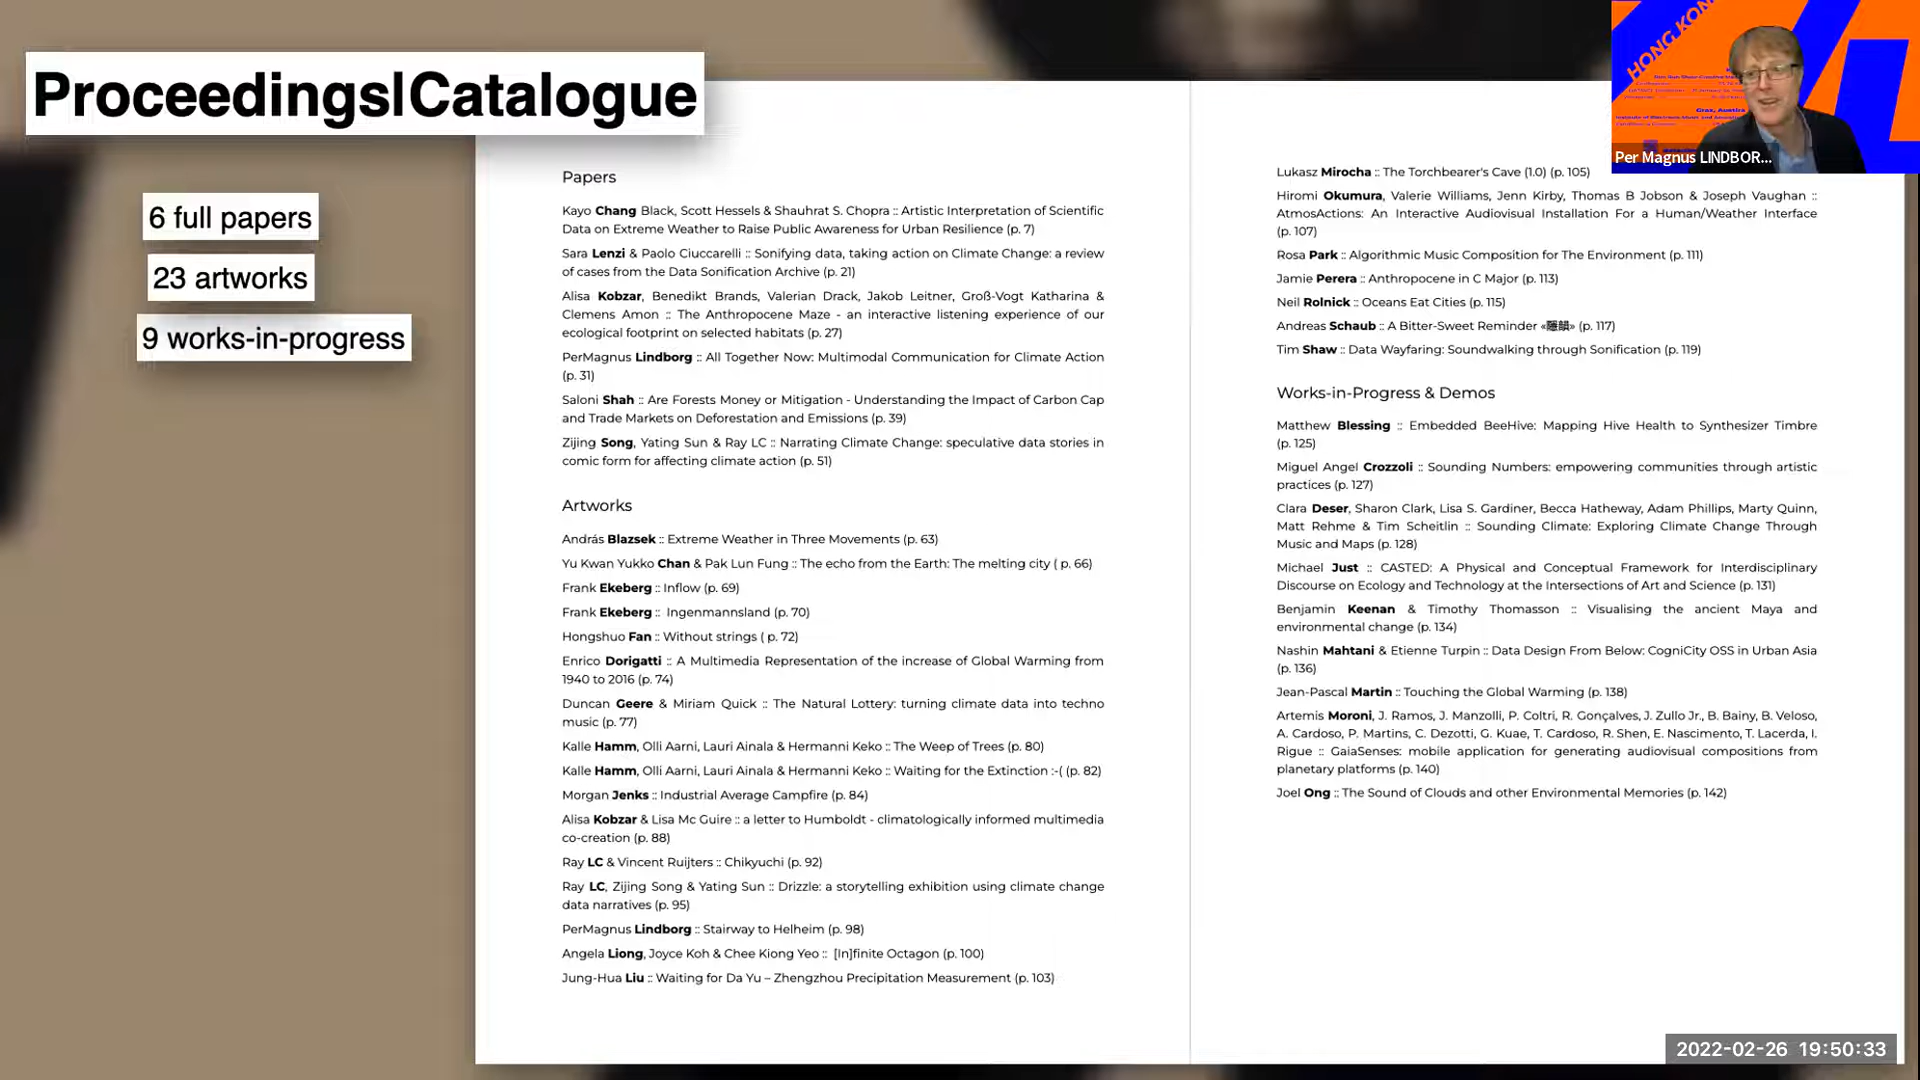 Proceedings|Catalogue
6 full papers
23 artworks
9 works-in-progress
Papers
Kayo Chang Black, Scott Hessels & Shauhrat S. Chopra :: Artistic Interpretation of Scientific
Data on Extreme Weather to Raise Public Awareness for Urban Resilience (p. 7)
Sara Lenzi & Paolo Ciuccarelli :: Sonifying data, taking action on Climate Change: a review
of cases from the Data Sonification Archive (p. 21)
Alisa Kobzar, Benedikt Brands, Valerian Drack, Jakob Leitner, Groß-Vogt Katharina &
Clemens Amon :: The Anthropocene Maze - an interactive listening experience of our
ecological footprint on selected habitats (p. 27)
PerMagnus Lindborg :: All Together Now: Multimodal Communication for Climate Action
(p. 31)
Saloni Shah :: Are Forests Money or Mitigation - Understanding the Impact of Carbon Cap
and Trade Markets on Deforestation and Emissions (p. 39)
Zijing Song, Yating Sun & Ray LC :: Narrating Climate Change: speculative data stories in
comic form for affecting climate action (p. 51)
Artworks
András Blazsek :: Extreme Weather in Three Movements (p. 63)
Yu Kwan Yukko Chan & Pak Lun Fung :: The echo from the Earth: The melting city ( p. 66)
Frank Ekeberg :: Inflow (p. 69)
Frank Ekeberg :: Ingenmannsland (p. 70)
Hongshuo Fan :: Without strings ( p. 72)
Enrico Dorigatti :: A Multimedia Representation of the increase of Global Warming from
1940 to 2016 (p. 74)
Duncan Geere & Miriam Quick :: The Natural Lottery: turning climate data into techno
music (p. 77)
Kalle Hamm, Olli Aarni, Lauri Ainala & Hermanni Keko :: The Weep of Trees (p. 80)
Kalle Hamm, Olli Aarni, Lauri Ainala & Hermanni Keko :: Waiting for the Extinction :-( (p. 82)
Morgan Jenks :: Industrial Average Campfire (p. 84)
Alisa Kobzar & Lisa Mc Guire :: a letter to Humboldt - climatologically informed multimedia
co-creation (p. 88)
Ray LC & Vincent Ruijters :: Chikyuchi (p. 92)
Ray LC, Zijing Song & Yating Sun :: Drizzle: a storytelling exhibition using climate change
data narratives (p. 95)
PerMagnus Lindborg :: Stairway to Helheim (p. 98)
Angela Liong, Joyce Koh & Chee Kiong Yeo :: [In]finite Octagon (p. 100)
Jung-Hua Liu :: Waiting for Da Yu – Zhengzhou Precipitation Measurement (p. 103)
Lukasz Mirocha :: The Torchbearer's Cave (1.0) (p. 105)
Hiromi Okumura, Valerie Williams, Jenn Kirby, Thomas B Jobson & Joseph Vaughan ::
AtmosActions: An Interactive Audiovisual Installation For a Human/Weather Interface
(p. 107)
Rosa Park :: Algorithmic Music Composition for The Environment (p. 111)
Jamie Perera :: Anthropocene in C Major (p. 113)
Neil Rolnick :: Oceans Eat Cities (p. 115)
Andreas Schaub :: A Bitter-Sweet Reminder (p. 117)
Tim Shaw :: Data Wayfaring: Soundwalking through Sonification (p. 119)
Works-in-Progress & Demos
Matthew Blessing :: Embedded BeeHive: Mapping Hive Health to Synthesizer Timbre
(p. 125)
Miguel Angel Crozzoli :: Sounding Numbers: empowering communities through artistic
practices (p. 127)
Clara Deser, Sharon Clark, Lisa S. Gardiner, Becca Hatheway, Adam Phillips, Marty Quinn,
Matt Rehme & Tim Scheitlin :: Sounding Climate: Exploring Climate Change Through
Music and Maps (p. 128)
Michael Just :: CASTED: A Physical and Conceptual Framework for Interdisciplinary
Discourse on Ecology and Technology at the Intersections of Art and Science (p. 131)
Benjamin Keenan & Timothy Thomasson :: Visualising the ancient Maya and
environmental change (p. 134)
Nashin Mahtani & Etienne Turpin :: Data Design From Below: CogniCity OSS in Urban Asia
(p. 136)
Jean-Pascal Martin :: Touching the Global Warming (p. 138)
Artemis Moroni, J. Ramos, J. Manzolli, P. Coltri, R. Gonçalves, J. Zullo Jr., B. Bainy, B. Veloso,
A. Cardoso, P. Martins, C. Dezotti, G. Kuae, T. Cardoso, R. Shen, E. Nascimento, T. Lacerda, I.
Rigue :: GaiaSenses: mobile application for generating audiovisual compositions from
planetary platforms (p. 140)
Joel Ong :: The Sound of Clouds and other Environmental Memories (p. 142)
HONG KON
Graz, Austria
Per Magnus LINDBOR...
2022-02-26 19:50:33